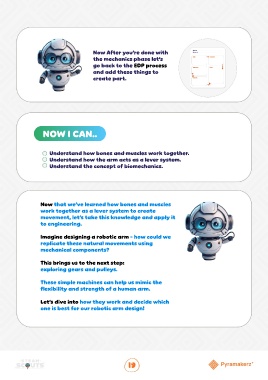 Now After you're done with
the mechanics phase let's
go back to the EDP process
and add these things to
create part.
NOW I CAN..
Understand how bones and muscles work together.
Understand how the arm acts as a lever system.
Understand the concept of biomechanics.
Now that we've learned how bones and muscles
work together as a lever system to create
movement, let's take this knowledge and apply it
to engineering.
Imagine designing a robotic arm - how could we
replicate these natural movements using
mechanical components?
This brings us to the next step:
exploring gears and pulleys.
These simple machines can help us mimic the
flexibility and strength of a human arm.
Let's dive into how they work and decide which
one is best for our robotic arm design!
19
Pyramakerz